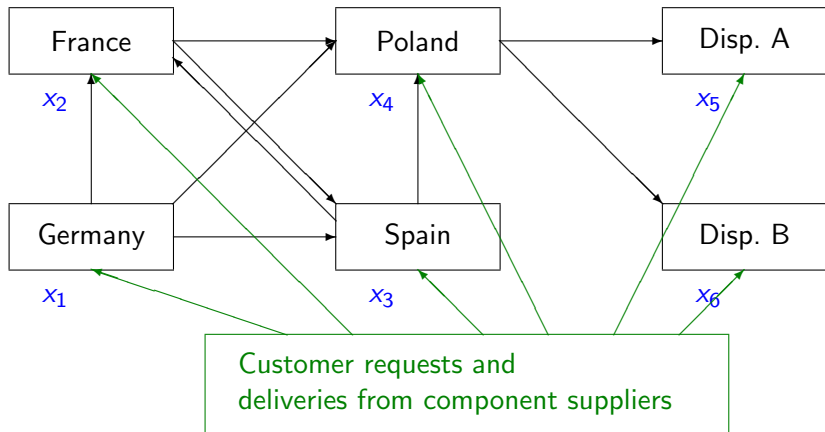 France
Poland
Disp. A
x2
x4
x5
Germany
Spain
Disp. B
x1
x3
x6
Customer requests and
deliveries from component suppliers